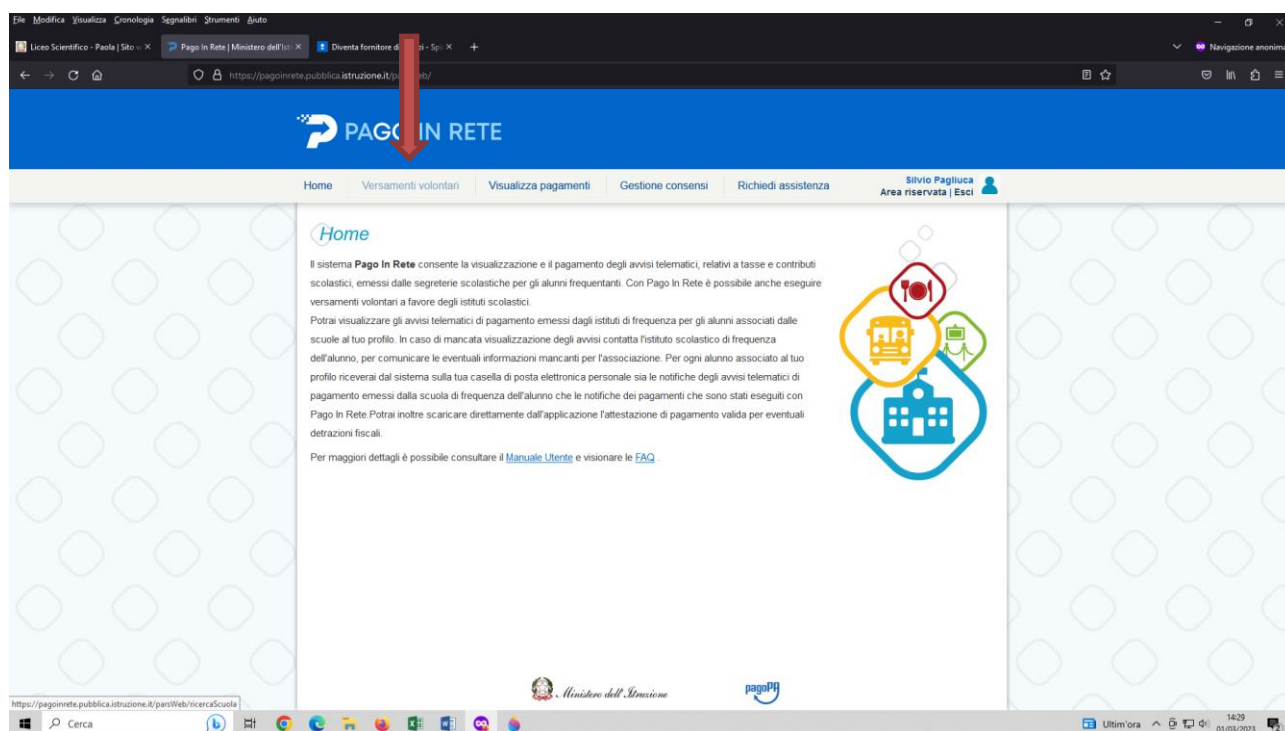 File Modifica Visualizza Cronologia Segnalibri Strumenti Aiuto
Liceo Scientifico - Paola | Sito
Pago In Rete | Ministero dell'Ist
Diventa fornitore di
Navigazione anonima
https://pagoinrete.pubblica.istruzione.it/
PAGO IN RETE
Home Versamenti volontari Visualizza pagamenti Gestione consensi Richiedi assistenza
Silvio Pagliuca
Area riservata | Esci
Home
Il sistema Pago In Rete consente la visualizzazione e il pagamento degli avvisi telematici, relativi a tasse e contributi
scolastici, emessi dalle segreterie scolastiche per gli alunni frequentanti. Con Pago In Rete è possibile anche eseguire
versamenti volontari a favore degli istituti scolastici.
Potrai visualizzare gli avvisi telematici di pagamento emessi dagli istituti di frequenza per gli alunni associati dalle
scuole al tuo profilo. In caso di mancata visualizzazione degli avvisi contatta l'istituto scolastico di frequenza
dell'alunno, per comunicare le eventuali informazioni mancanti per l'associazione. Per ogni alunno associato al tuo
profilo riceverai dal sistema sulla tua casella di posta elettronica personale sia le notifiche degli avvisi telematici di
pagamento emessi dalla scuola di frequenza dell'alunno che le notifiche dei pagamenti che sono stati eseguiti con
Pago In Rete.Potrai inoltre scaricare direttamente dall'applicazione l'attestazione di pagamento valida per eventuali
detrazioni fiscali.
Per maggiori dettagli è possibile consultare il Manuale Utente e visionare le FAQ .
Ministero dell'Istruzione
pagoPA
https://pagoinrete.pubblica.istruzione.it/parsWeb/ricercaScuola
Cerca
Ultim'ora
14:29
01/03/2023